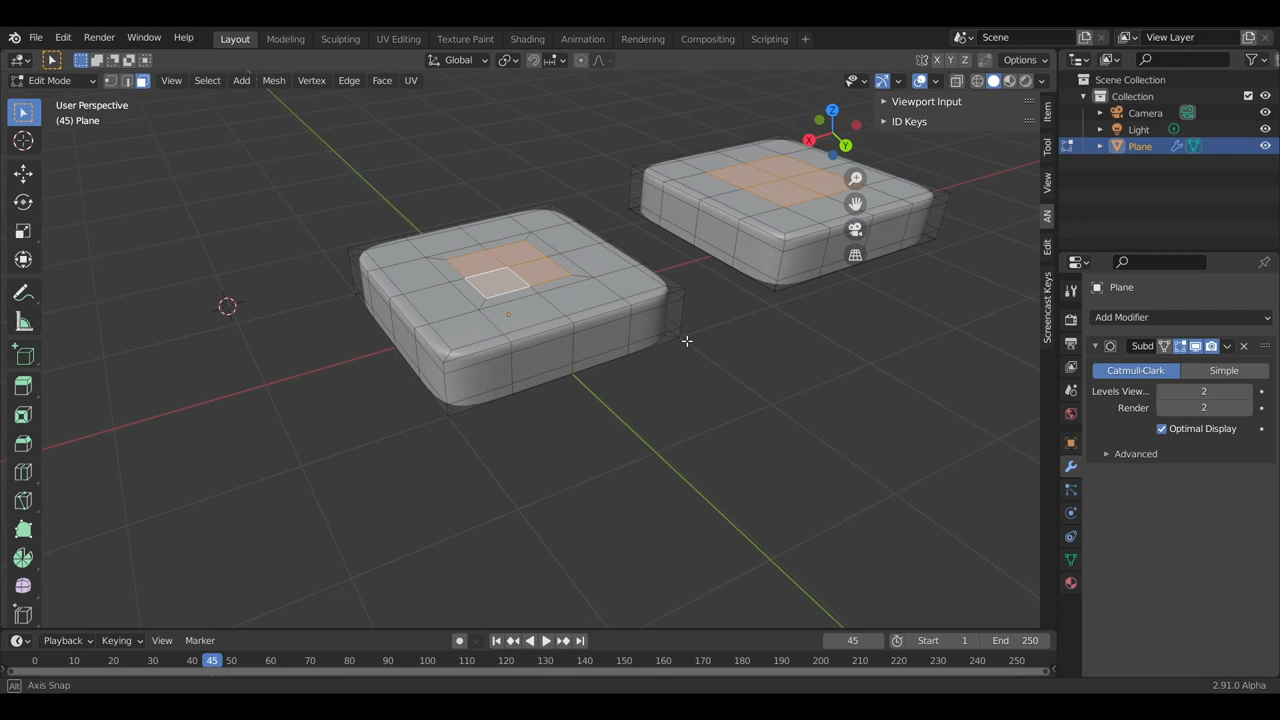 File Edit Render Window Help Layout Modeling Sculpting UV Editing Texture Paint Shading Animation Rendering Compositing Scripting + Scene View Layer
Global X Y Z Options
Edit Mode View Select Add Mesh Vertex Edge Face UV
User Perspective
(45) Plane
Viewport Input
ID Keys
Z
X
Y
Item
Tool
View
AN
Edit
Screencast Keys
Scene Collection
Collection
Camera
Light
Plane
Plane
Add Modifier
Subd
Catmull-Clark Simple
Levels View... 2
Render 2
Optimal Display
Advanced
Playback Keying View Marker 45 Start 1 End 250
0 10 20 30 40 45 50 60 70 80 90 100 110 120 130 140 150 160 170 180 190 200 210 220 230 240 250
Alt Axis Snap 2.91.0 Alpha